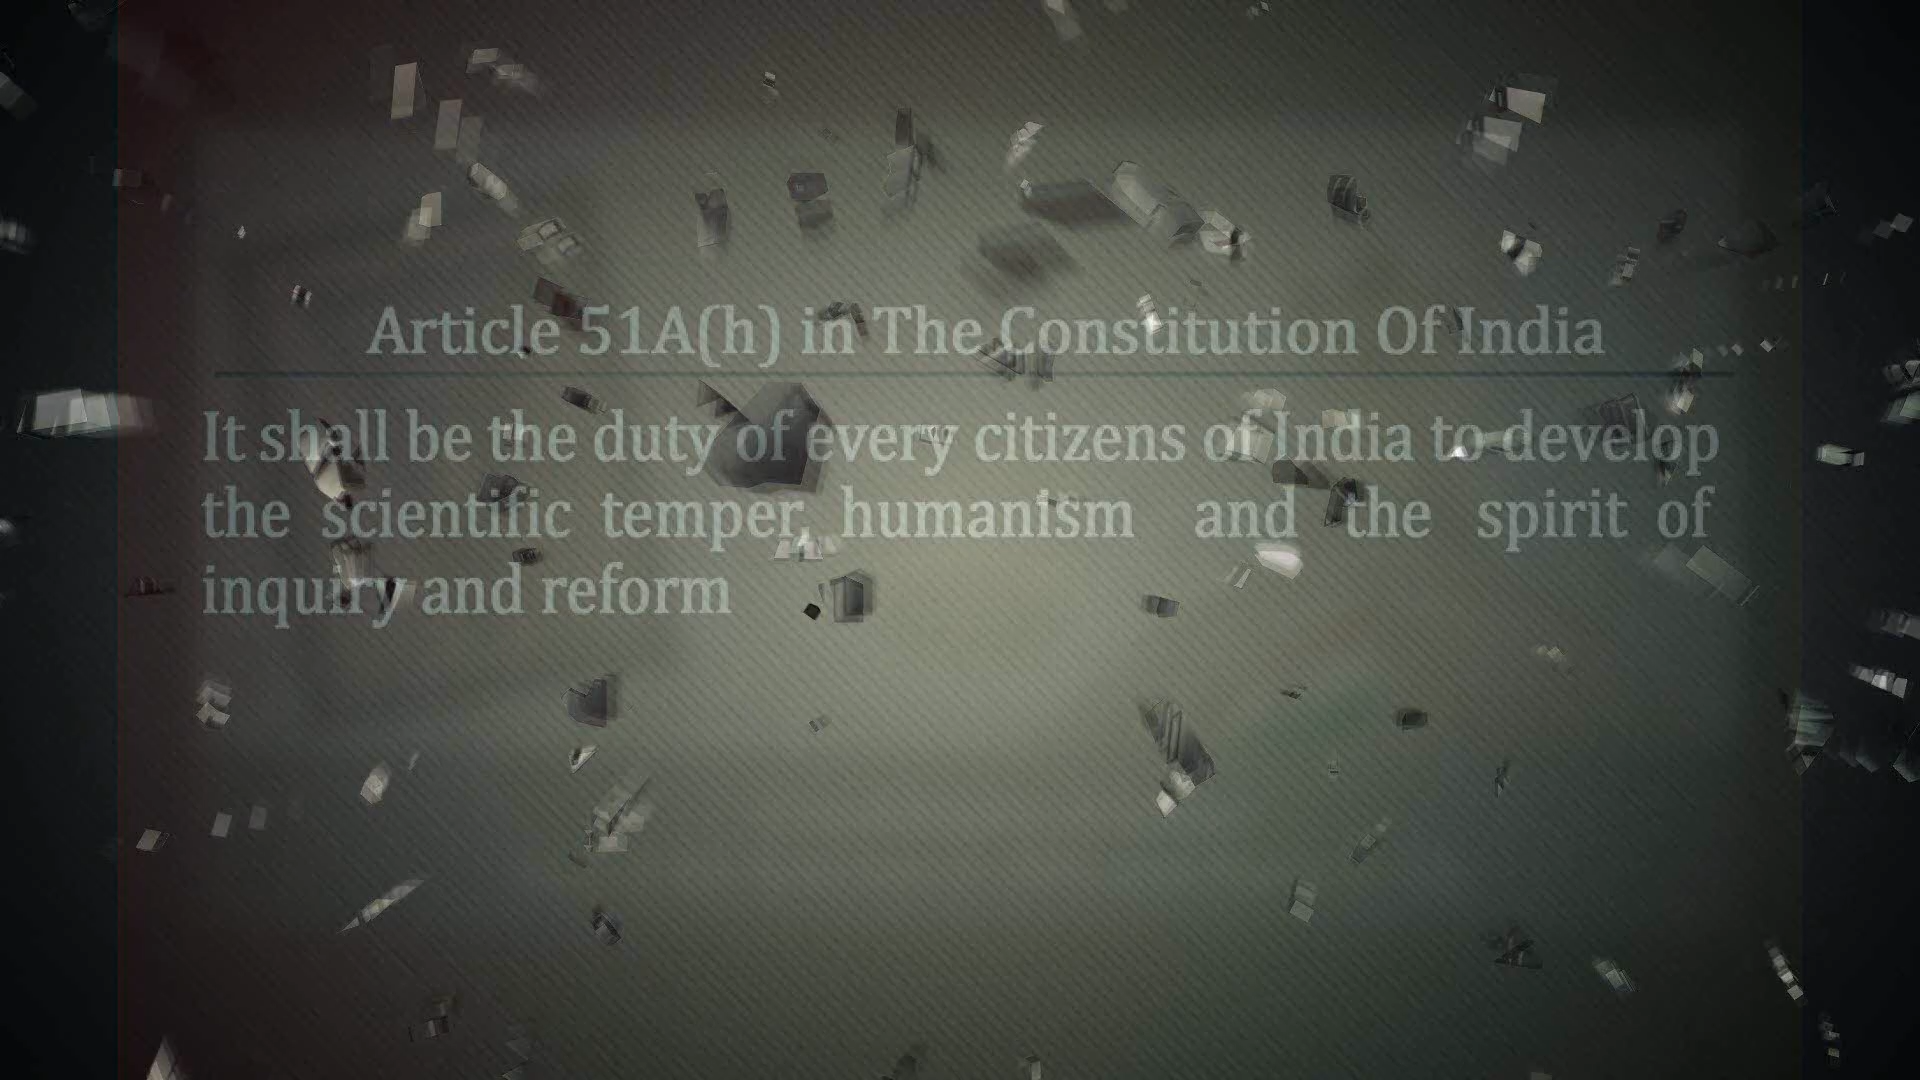 Article 51A(h) in The Constitution Of India
It shall be the duty of every citizens of India to develop
the scientific temper, humanism and the spirit of
inquiry and reform